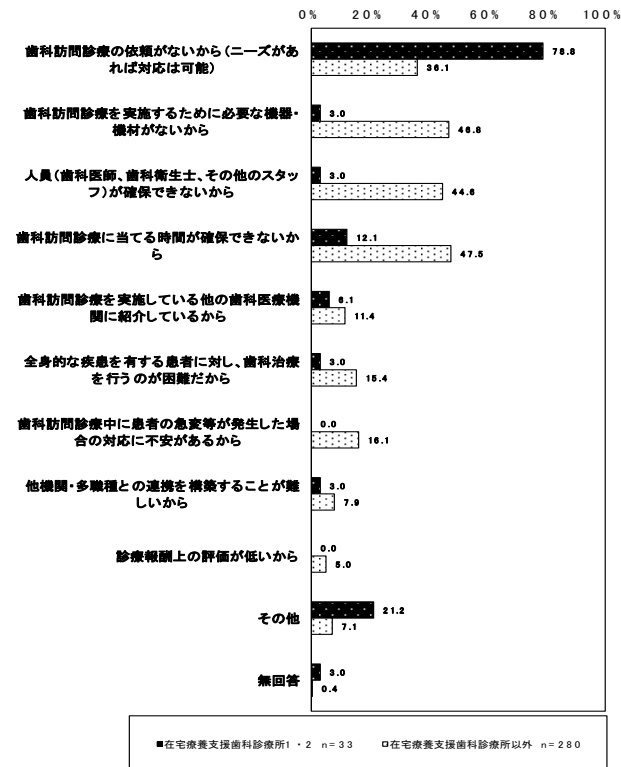 0% 20% 40% 60% 80% 100%
歯科訪問診療の依頼がないから（ニーズがあ
れば対応は可能）
78.8
36.1
歯科訪問診療を実施するために必要な機器・
機材がないから
3.0
46.8
人員（歯科医師、歯科衛生士、その他のスタッ
フ）が確保できないから
3.0
44.6
歯科訪問診療に当てる時間が確保できないか
ら
12.1
47.5
歯科訪問診療を実施している他の歯科医療機
関に紹介しているから
6.1
11.4
全身的な疾患を有する患者に対し、歯科治療
を行うのが困難だから
3.0
15.4
歯科訪問診療中に患者の急変等が発生した場
合の対応に不安があるから
0.0
16.1
他機関・多職種との連携を構築することが難
しいから
3.0
7.9
診療報酬上の評価が低いから
0.0
5.0
その他
21.2
7.1
無回答
3.0
0.4
■在宅療養支援歯科診療所1・2 n=33 □在宅療養支援歯科診療所以外 n=280